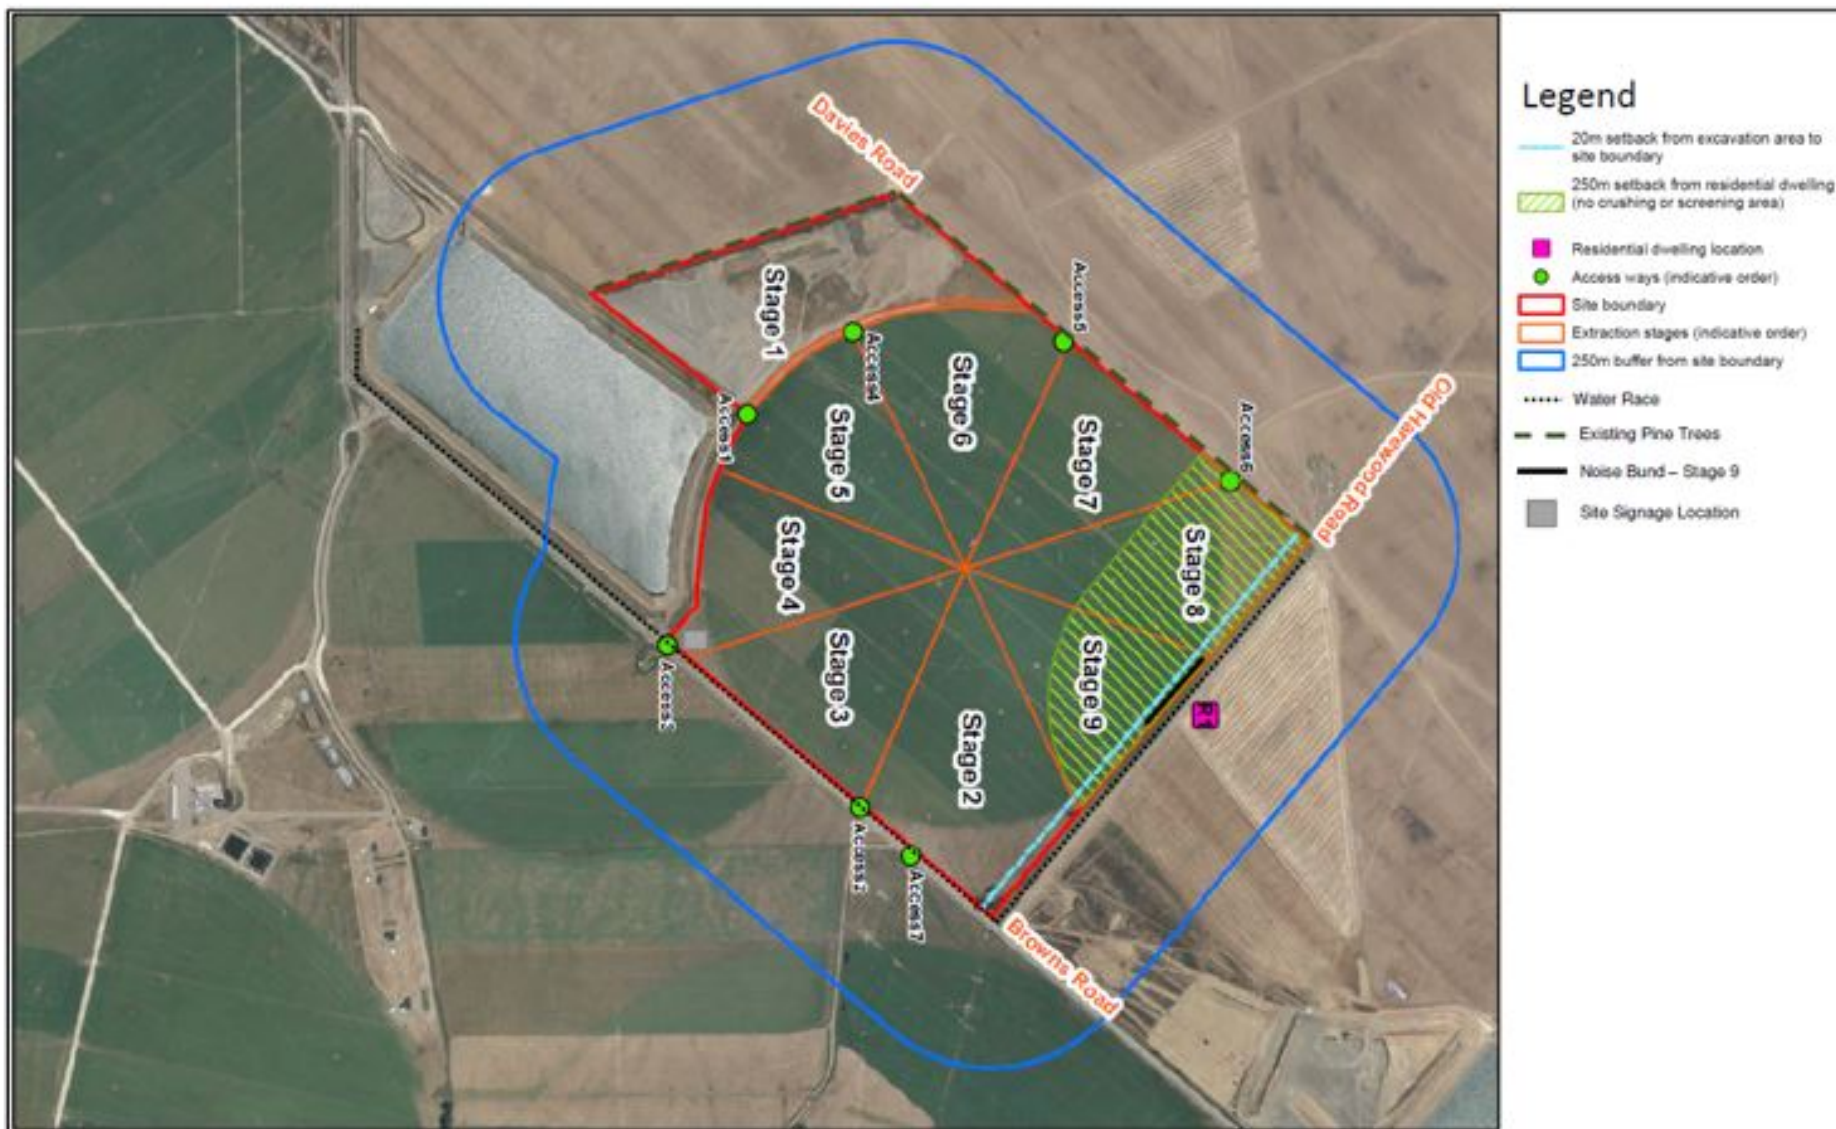 Legend
20m setback from excavation area to
site boundary
250m setback from residential dwelling
(no crushing or screening area)
Residential dwelling location
Access ways (indicative order)
Site boundary
Extraction stages (indicative order)
250m buffer from site boundary
Water Race
Existing Pine Trees
Noise Bund – Stage 9
Site Signage Location
Davies Road
Old Harewood Road
Browns Road
Stage 1
Stage 2
Stage 3
Stage 4
Stage 5
Stage 6
Stage 7
Stage 8
Stage 9
Access1
Access4
Access5
Access6
Access7
R1